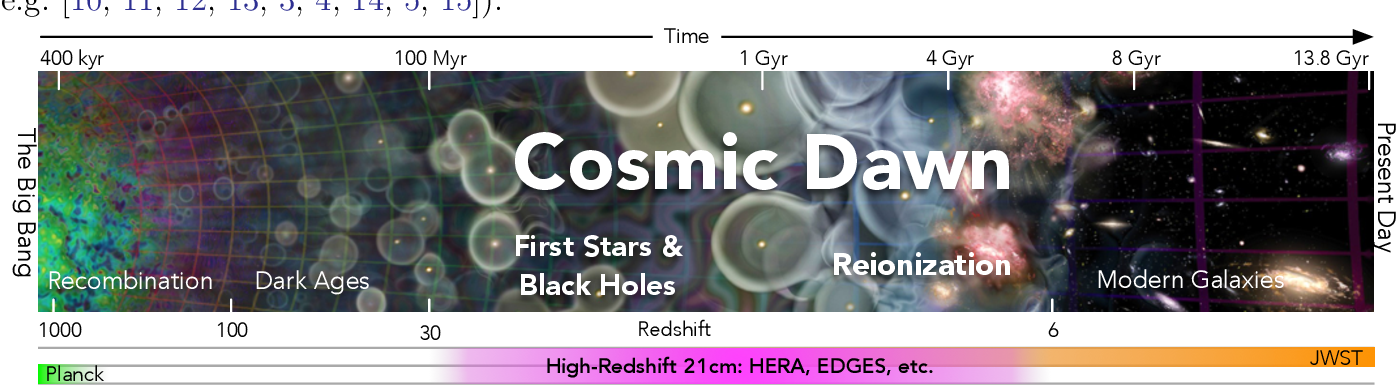 e.g. [10, 11, 12, 13, 3, 4, 14, 5, 15]).
Time
400 kyr 100 Myr 1 Gyr 4 Gyr 8 Gyr 13.8 Gyr
The Big Bang
Cosmic Dawn
Present Day
First Stars &
Black Holes
Reionization
Recombination Dark Ages Modern Galaxies
1000 100 30 Redshift 6
High-Redshift 21cm: HERA, EDGES, etc.
JWST
Planck